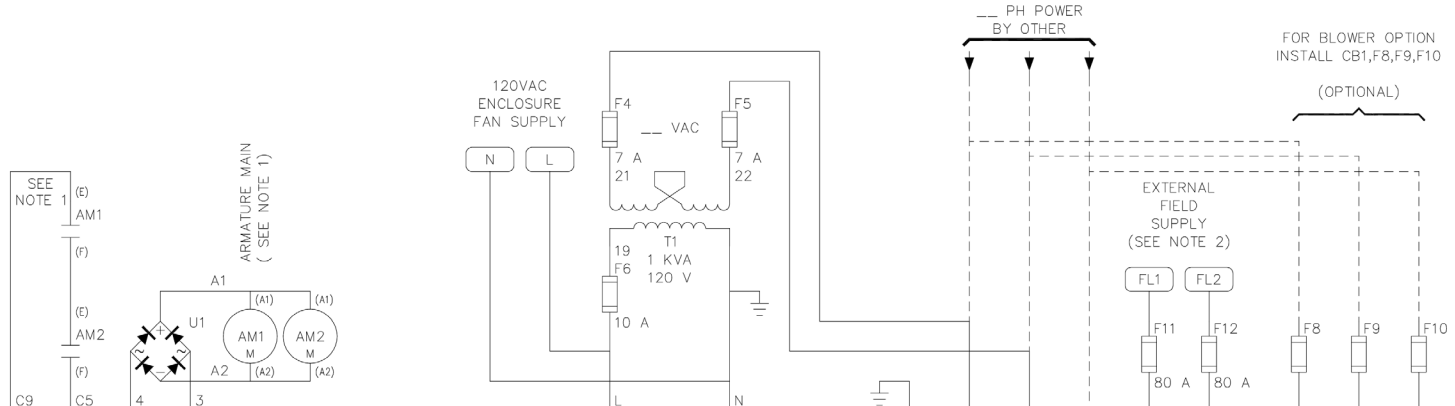 __ PH POWER
BY OTHER
FOR BLOWER OPTION
INSTALL CB1,F8,F9,F10
(OPTIONAL)
120VAC
ENCLOSURE
FAN SUPPLY
N
L
F4
F5
__ VAC
7 A
21
7 A
22
SEE
NOTE 1
(E)
AM1
(F)
ARMATURE MAIN
( SEE NOTE 1)
EXTERNAL
FIELD
SUPPLY
(SEE NOTE 2)
19
F6
T1
1 KVA
120 V
10 A
FL1
FL2
A1
(A1)
(A1)
(E)
AM2
(F)
U1
+
~
~
−
AM1
M
AM2
M
A2
(A2)
(A2)
F11
F12
F8
F9
F10
80 A
80 A
C9
C5
4
3
L
N